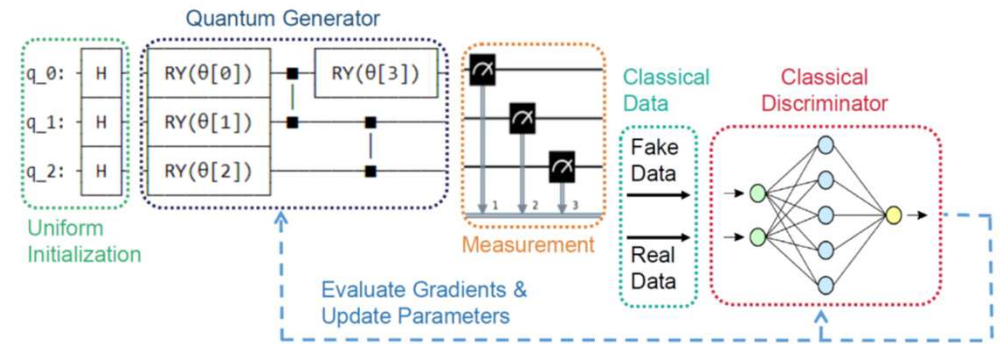 Quantum Generator
q_0: H RY(θ[0]) RY(θ[3])
q_1: H RY(θ[1])
q_2: H RY(θ[2])
1 2 3
Uniform
Initialization
Measurement
Classical
Data
Fake
Data
Real
Data
Classical
Discriminator
Evaluate Gradients &
Update Parameters